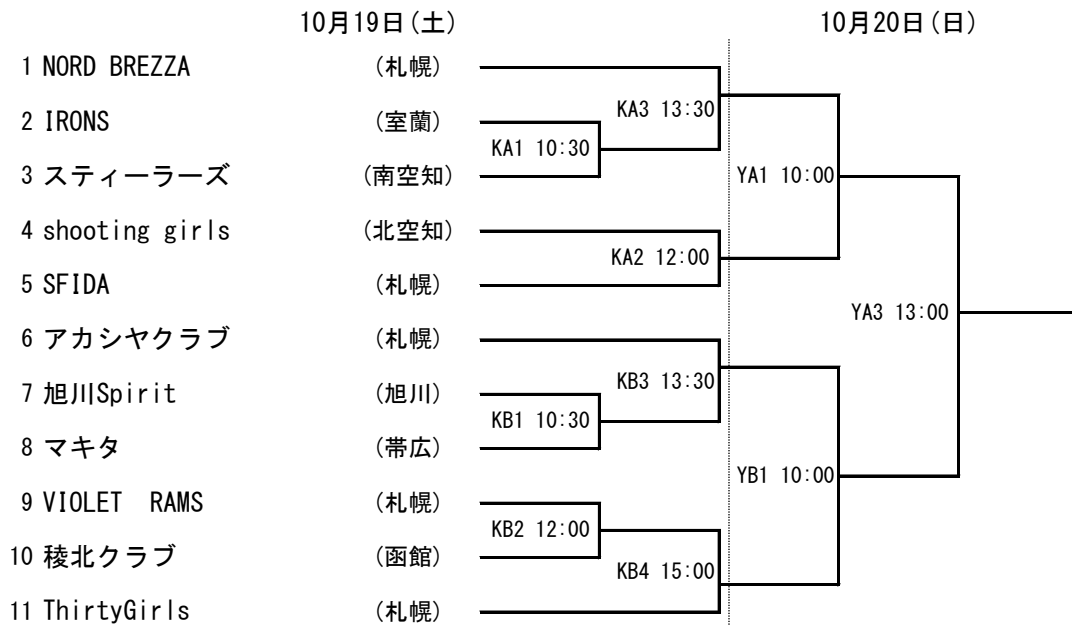 10月19日(土) 10月20日(日)
1 NORD BREZZA (札幌)
KA3 13:30
2 IRONS (室蘭)
KA1 10:30
3 スティーラーズ (南空知) YA1 10:00
4 shooting girls (北空知)
KA2 12:00
5 SFIDA (札幌)
YA3 13:00
6 アカシヤクラブ (札幌)
KB3 13:30
7 旭川Spirit (旭川)
KB1 10:30
8 マキタ (帯広)
YB1 10:00
9 VIOLET RAMS (札幌)
KB2 12:00
10 稜北クラブ (函館)
KB4 15:00
11 ThirtyGirls (札幌)